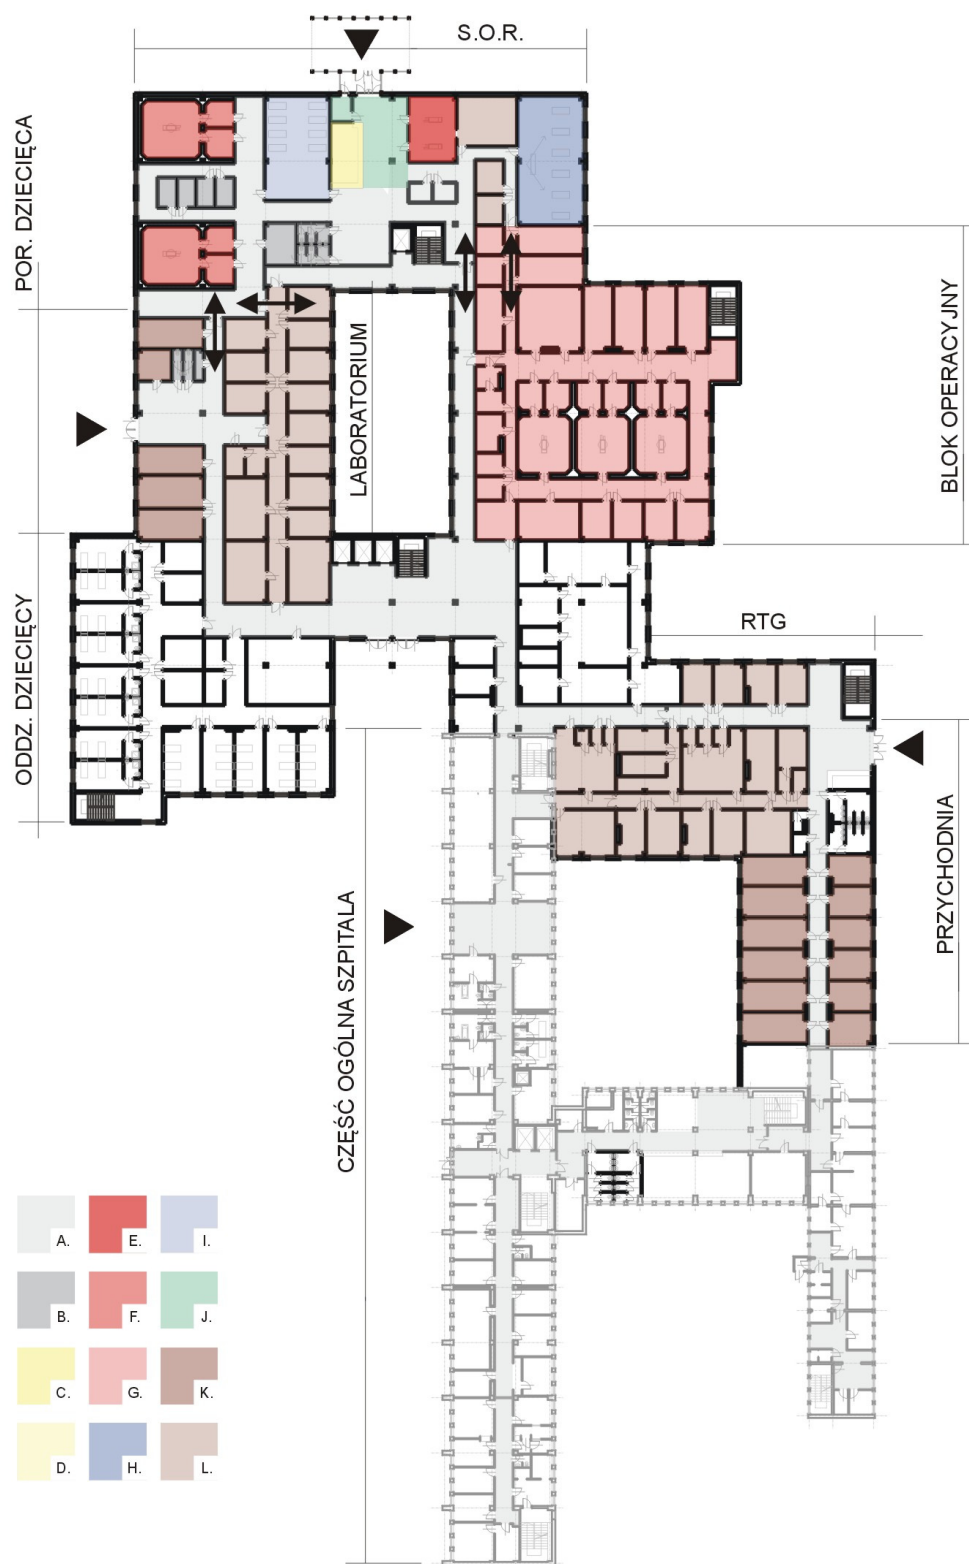 S.O.R.
POR. DZIECIĘCA
LABORATORIUM
BLOK OPERACYJNY
RTG
ODDZ. DZIECIĘCY
PRZYCHODNIA
CZĘŚĆ OGÓLNA SZPITALA
A. E. I.
B. F. J.
C. G. K.
D. H. L.